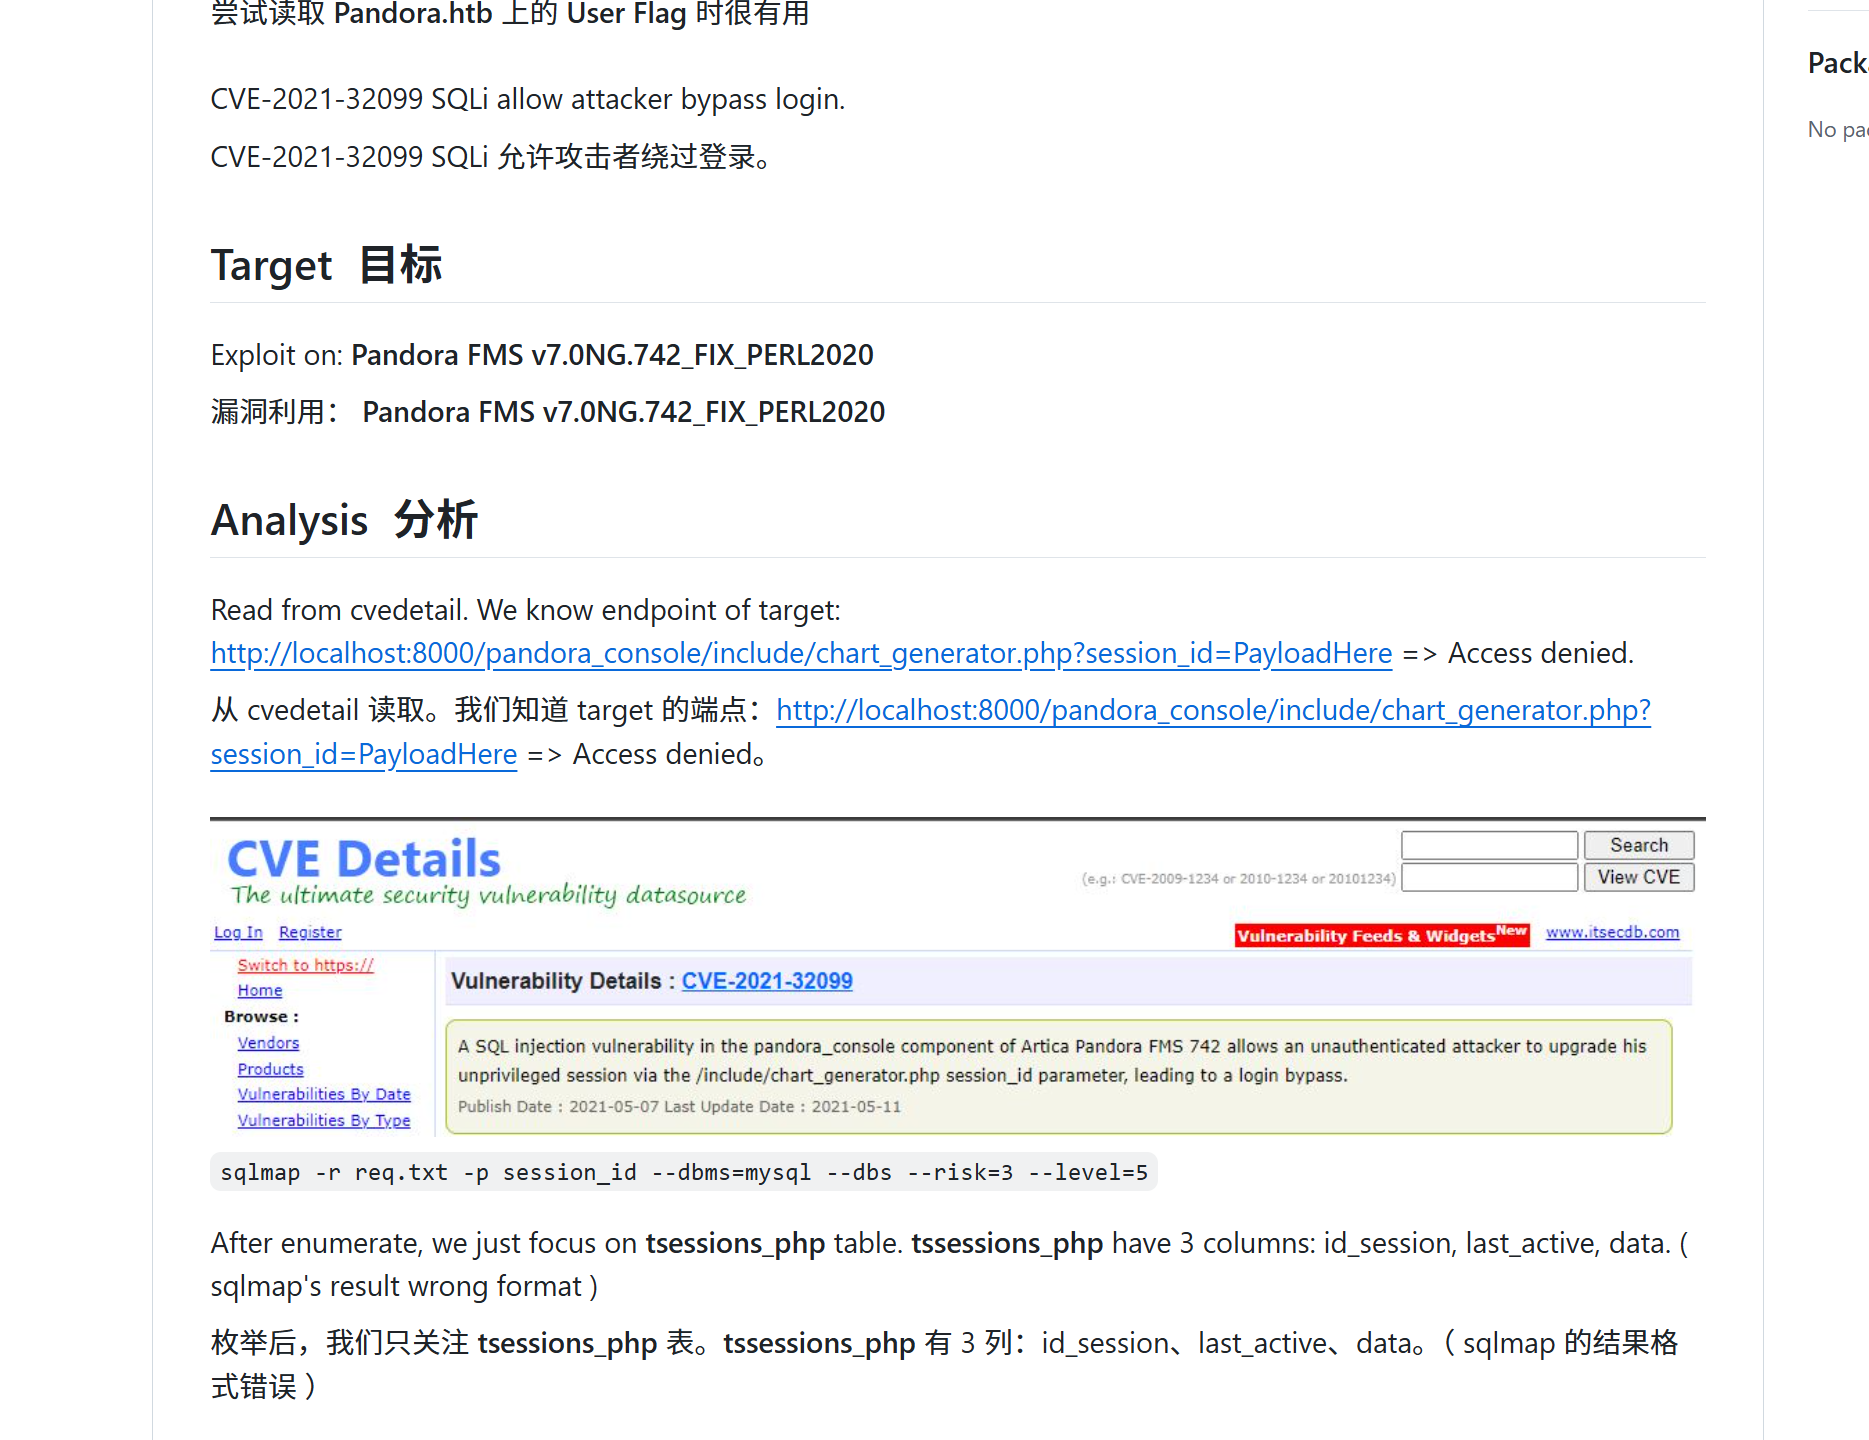 尝试读取 Pandora.htb 上的 User Flag 时很有用
CVE-2021-32099 SQLi allow attacker bypass login.
CVE-2021-32099 SQLi 允许攻击者绕过登录。
Target 目标
Exploit on: Pandora FMS v7.0NG.742_FIX_PERL2020
漏洞利用： Pandora FMS v7.0NG.742_FIX_PERL2020
Analysis 分析
Read from cvedetail. We know endpoint of target:
http://localhost:8000/pandora_console/include/chart_generator.php?session_id=PayloadHere => Access denied.
从 cvedetail 读取。我们知道 target 的端点：http://localhost:8000/pandora_console/include/chart_generator.php?
session_id=PayloadHere => Access denied。
CVE Details
The ultimate security vulnerability datasource
Search
(e.g.: CVE-2009-1234 or 2010-1234 or 20101234)
View CVE
Log In Register
Vulnerability Feeds & Widgets New www.itsecdb.com
Switch to https://
Home
Browse :
Vendors
Products
Vulnerabilities By Date
Vulnerabilities By Type
Vulnerability Details : CVE-2021-32099
A SQL injection vulnerability in the pandora_console component of Artica Pandora FMS 742 allows an unauthenticated attacker to upgrade his
unprivileged session via the /include/chart_generator.php session_id parameter, leading to a login bypass.
Publish Date : 2021-05-07 Last Update Date : 2021-05-11
sqlmap -r req.txt -p session_id --dbms=mysql --dbs --risk=3 --level=5
After enumerate, we just focus on tsessions_php table. tssessions_php have 3 columns: id_session, last_active, data. (
sqlmap's result wrong format )
枚举后，我们只关注 tsessions_php 表。tssessions_php 有 3 列：id_session、last_active、data。（ sqlmap 的结果格
式错误 ）